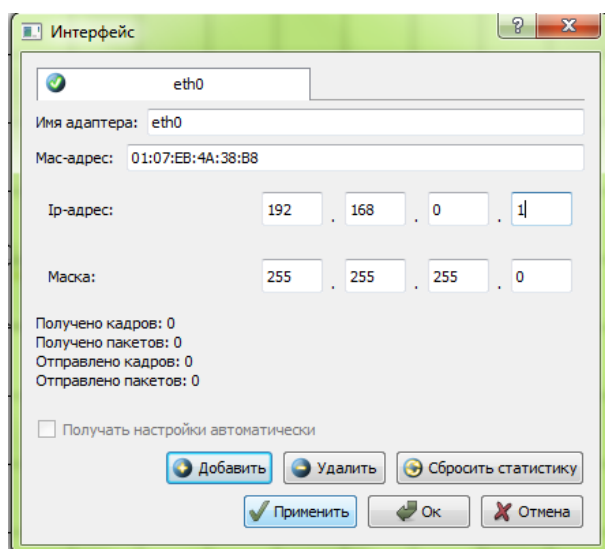 Интерфейс
eth0
Имя адаптера: eth0
Мас-адрес: 01:07:EB:4A:38:B8
Ip-адрес: 192 . 168 . 0 . 1
Маска: 255 . 255 . 255 . 0
Получено кадров: 0
Получено пакетов: 0
Отправлено кадров: 0
Отправлено пакетов: 0
Получать настройки автоматически
Добавить Удалить Сбросить статистику
Применить Ок Отмена